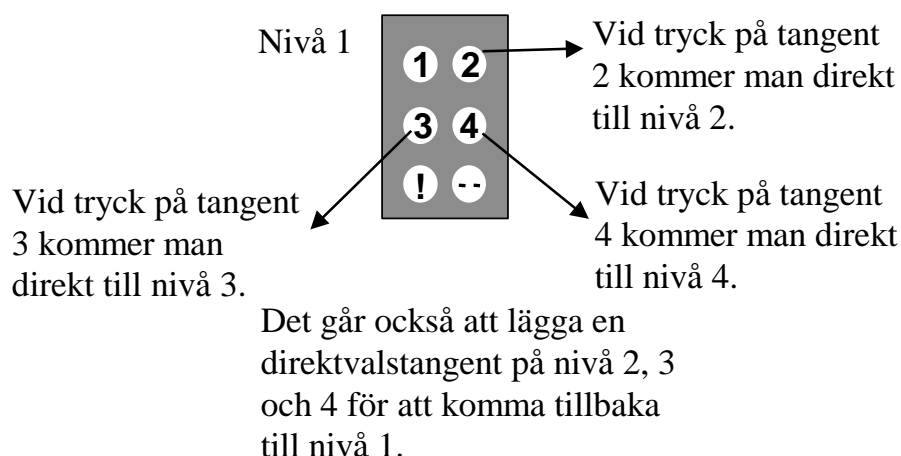 Nivå 1
1 2
3 4
! --
Vid tryck på tangent
2 kommer man direkt
till nivå 2.
Vid tryck på tangent
3 kommer man
direkt till nivå 3.
Vid tryck på tangent
4 kommer man direkt
till nivå 4.
Det går också att lägga en
direktvalstangent på nivå 2, 3
och 4 för att komma tillbaka
till nivå 1.